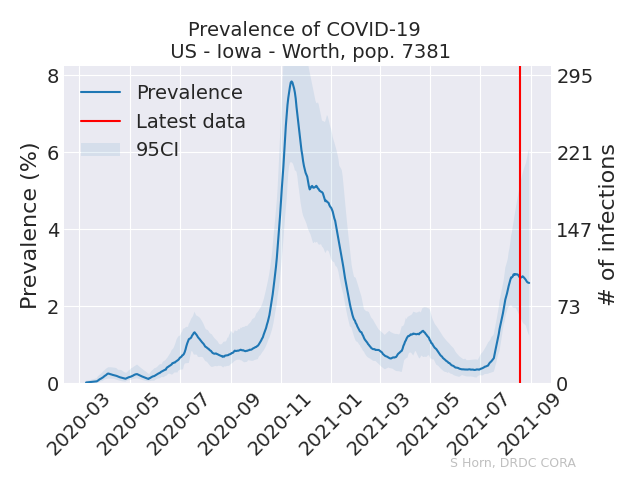 Prevalence of COVID-19
US - Iowa - Worth, pop. 7381
Prevalence
Latest data
95CI
Prevalence (%)
8
6
4
2
0
295
221
147
73
0
# of infections
2020-03
2020-05
2020-07
2020-09
2020-11
2021-01
2021-03
2021-05
2021-07
2021-09
S Horn, DRDC CORA